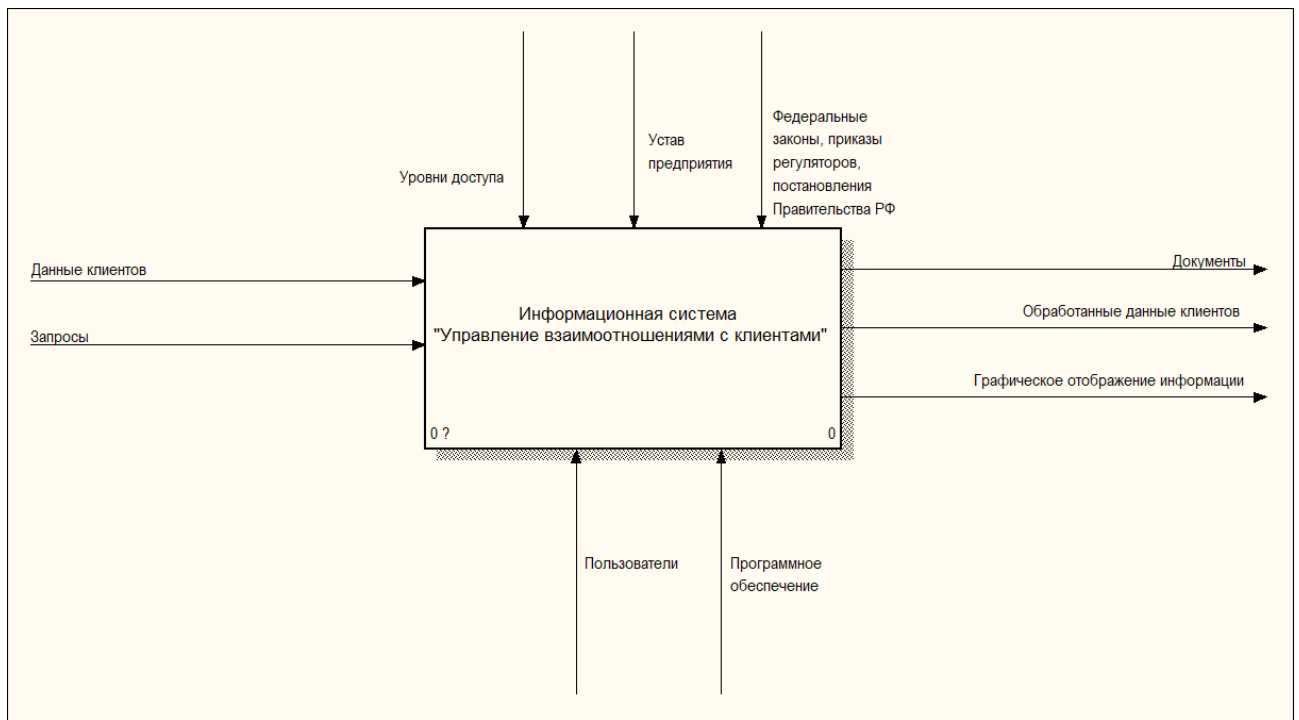 Уровни доступа
Устав
предприятия
Федеральные
законы, приказы
регуляторов,
постановления
Правительства РФ
Данные клиентов
Запросы
Информационная система
"Управление взаимоотношениями с клиентами"
0 ?
0
Документы
Обработанные данные клиентов
Графическое отображение информации
Пользователи
Программное
обеспечение